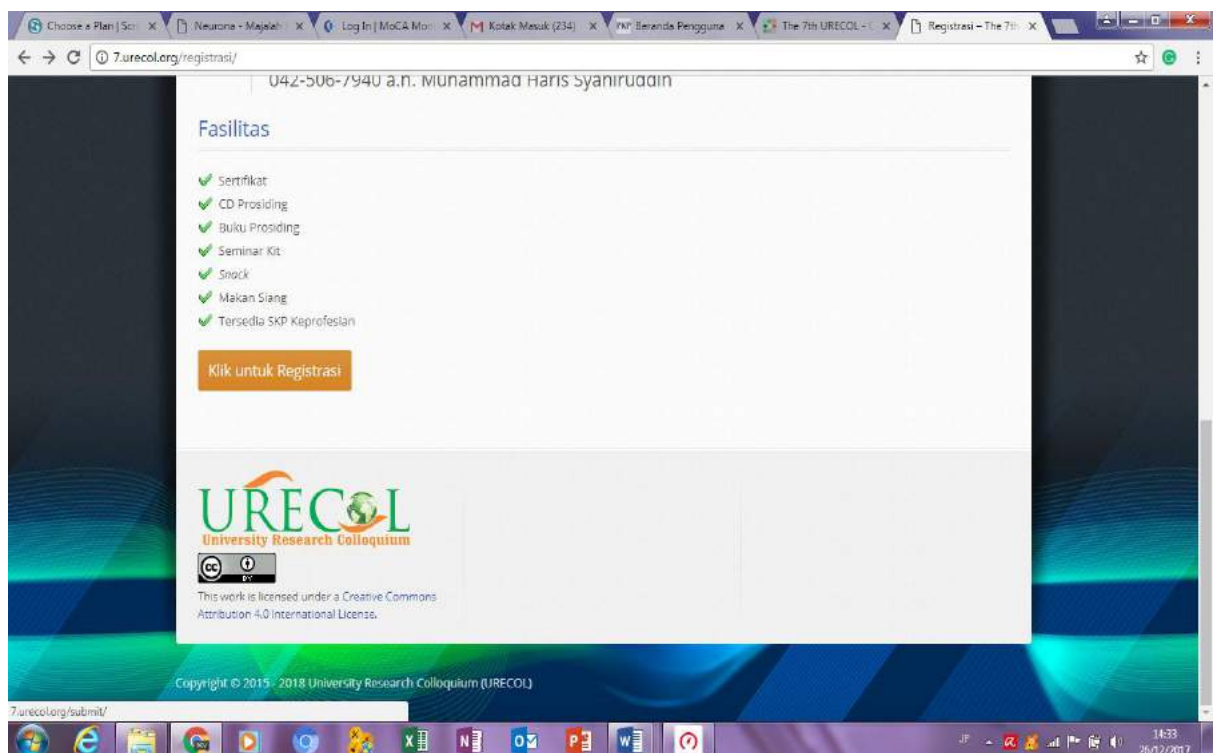 Choose a Plan | Sc
Neurona - Majalah
Log In | MoCA Mon
Kotak Masuk (234)
Beranda Pengguna
The 7th URECOL -
Registrasi – The 7th
7.urecol.org/registrasi/
042-506-7940 a.n. Muhammad Haris Syahiruddin
Fasilitas
Sertifikat
CD Prosiding
Buku Prosiding
Seminar Kit
Snack
Makan Siang
Tersedia SKP Keprofesian
Klik untuk Registrasi
URECOL
University Research Colloquium
cc
BY
This work is licensed under a Creative Commons
Attribution 4.0 International License.
Copyright © 2015 - 2018 University Research Colloquium (URECOL)
7.urecol.org/submit/
JP
14:33
26/12/2017